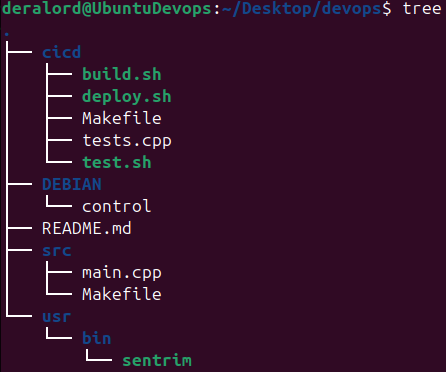 deralord@UbuntuDevops:~/Desktop/devops$ tree
.
├── cicd
│   ├── build.sh
│   ├── deploy.sh
│   ├── Makefile
│   ├── tests.cpp
│   └── test.sh
├── DEBIAN
│   └── control
├── README.md
├── src
│   ├── main.cpp
│   └── Makefile
└── usr
    └── bin
        └── sentrim